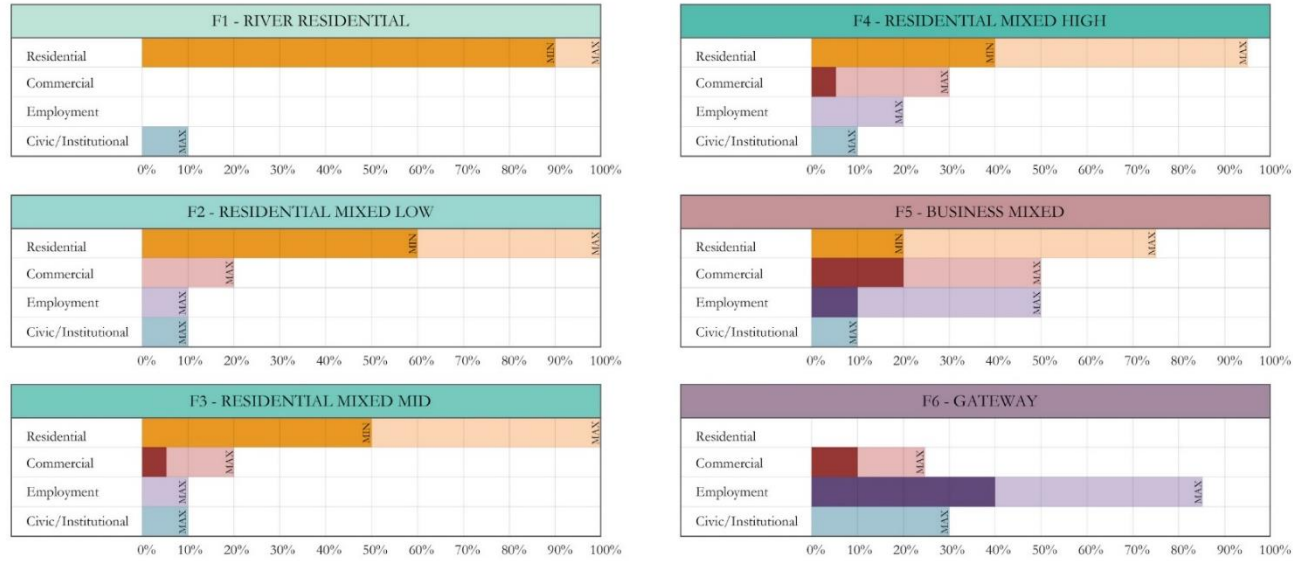 F1 - RIVER RESIDENTIAL
Residential MIN MAX
Commercial
Employment
Civic/Institutional MAX
0% 10% 20% 30% 40% 50% 60% 70% 80% 90% 100%
F2 - RESIDENTIAL MIXED LOW
Residential MIN MAX
Commercial MAX
Employment MAX
Civic/Institutional MAX
0% 10% 20% 30% 40% 50% 60% 70% 80% 90% 100%
F3 - RESIDENTIAL MIXED MID
Residential MIN MAX
Commercial MAX
Employment MAX
Civic/Institutional MAX
0% 10% 20% 30% 40% 50% 60% 70% 80% 90% 100%
F4 - RESIDENTIAL MIXED HIGH
Residential MIN MAX
Commercial MAX
Employment MAX
Civic/Institutional MAX
0% 10% 20% 30% 40% 50% 60% 70% 80% 90% 100%
F5 - BUSINESS MIXED
Residential MIN MAX
Commercial MAX
Employment MAX
Civic/Institutional MAX
0% 10% 20% 30% 40% 50% 60% 70% 80% 90% 100%
F6 - GATEWAY
Residential
Commercial MAX
Employment MAX
Civic/Institutional MAX
0% 10% 20% 30% 40% 50% 60% 70% 80% 90% 100%